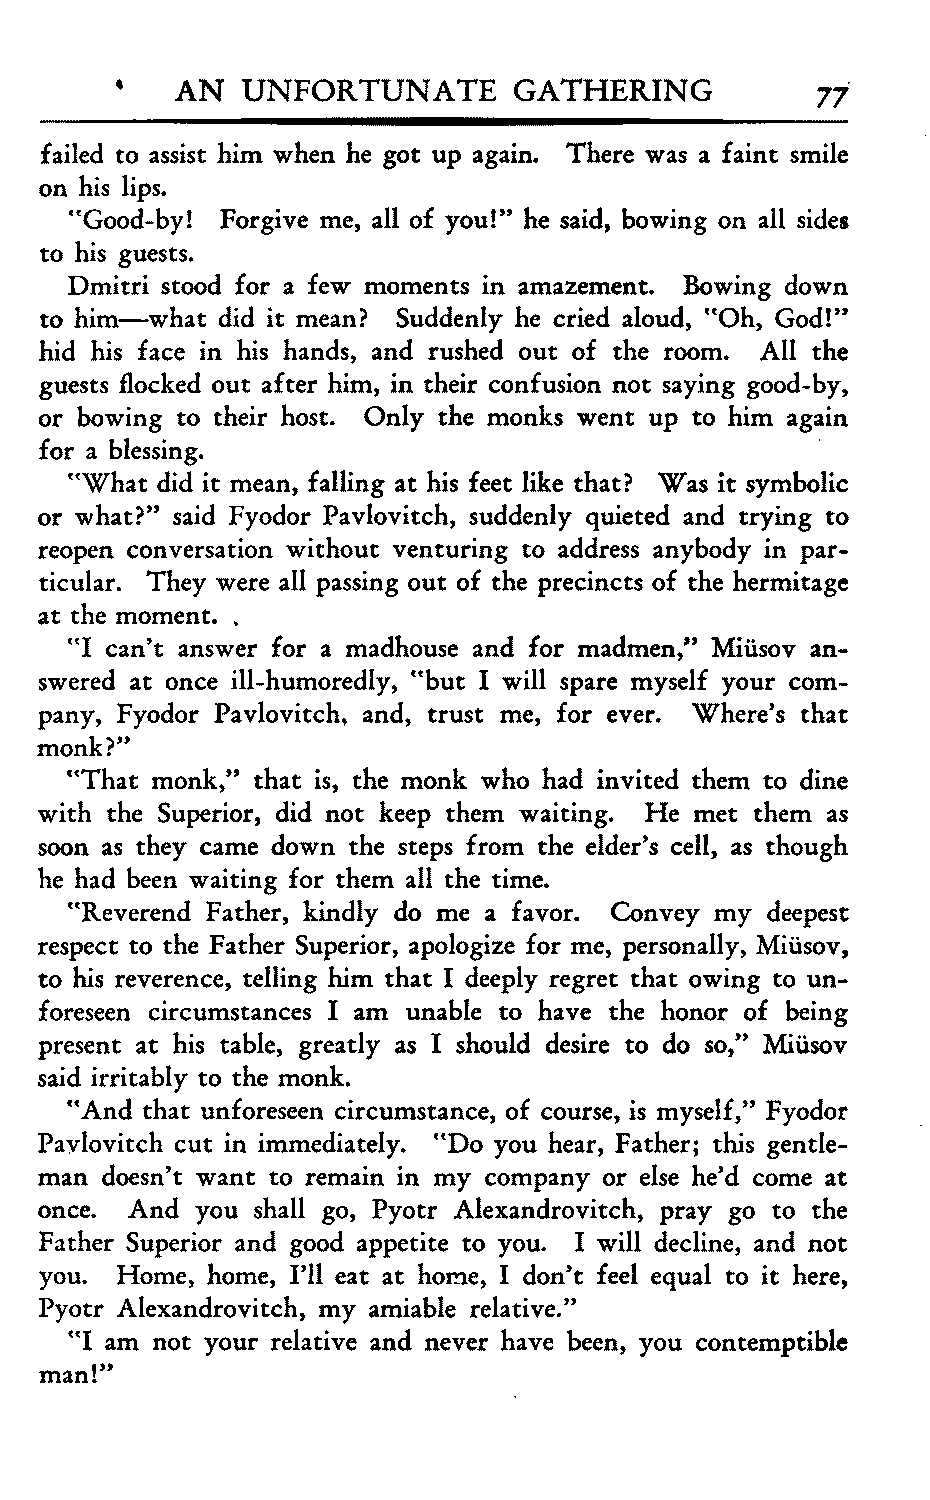 AN UNFORTUNATE GATHERING 77
failed to assist him when he got up again. There was a faint smile
on his lips.
"Good-by! Forgive me, all of you!" he said, bowing on all sides
to his guests.
Dmitri stood for a few moments in amazement. Bowing down
to him—what did it mean? Suddenly he cried aloud, "Oh, God!"
hid his face in his hands, and rushed out of the room. All the
guests flocked out after him, in their confusion not saying good-by,
or bowing to their host. Only the monks went up to him again
for a blessing.
"What did it mean, falling at his feet like that? Was it symbolic
or what?" said Fyodor Pavlovitch, suddenly quieted and trying to
reopen conversation without venturing to address anybody in par-
ticular. They were all passing out of the precincts of the hermitage
at the moment.
"I can't answer for a madhouse and for madmen," Miüsov an-
swered at once ill-humoredly, "but I will spare myself your com-
pany, Fyodor Pavlovitch, and, trust me, for ever. Where's that
monk?"
"That monk," that is, the monk who had invited them to dine
with the Superior, did not keep them waiting. He met them as
soon as they came down the steps from the elder's cell, as though
he had been waiting for them all the time.
"Reverend Father, kindly do me a favor. Convey my deepest
respect to the Father Superior, apologize for me, personally, Miüsov,
to his reverence, telling him that I deeply regret that owing to un-
foreseen circumstances I am unable to have the honor of being
present at his table, greatly as I should desire to do so," Miüsov
said irritably to the monk.
"And that unforeseen circumstance, of course, is myself," Fyodor
Pavlovitch cut in immediately. "Do you hear, Father; this gentle-
man doesn't want to remain in my company or else he'd come at
once. And you shall go, Pyotr Alexandrovitch, pray go to the
Father Superior and good appetite to you. I will decline, and not
you. Home, home, I'll eat at home, I don't feel equal to it here,
Pyotr Alexandrovitch, my amiable relative."
"I am not your relative and never have been, you contemptible
man!"